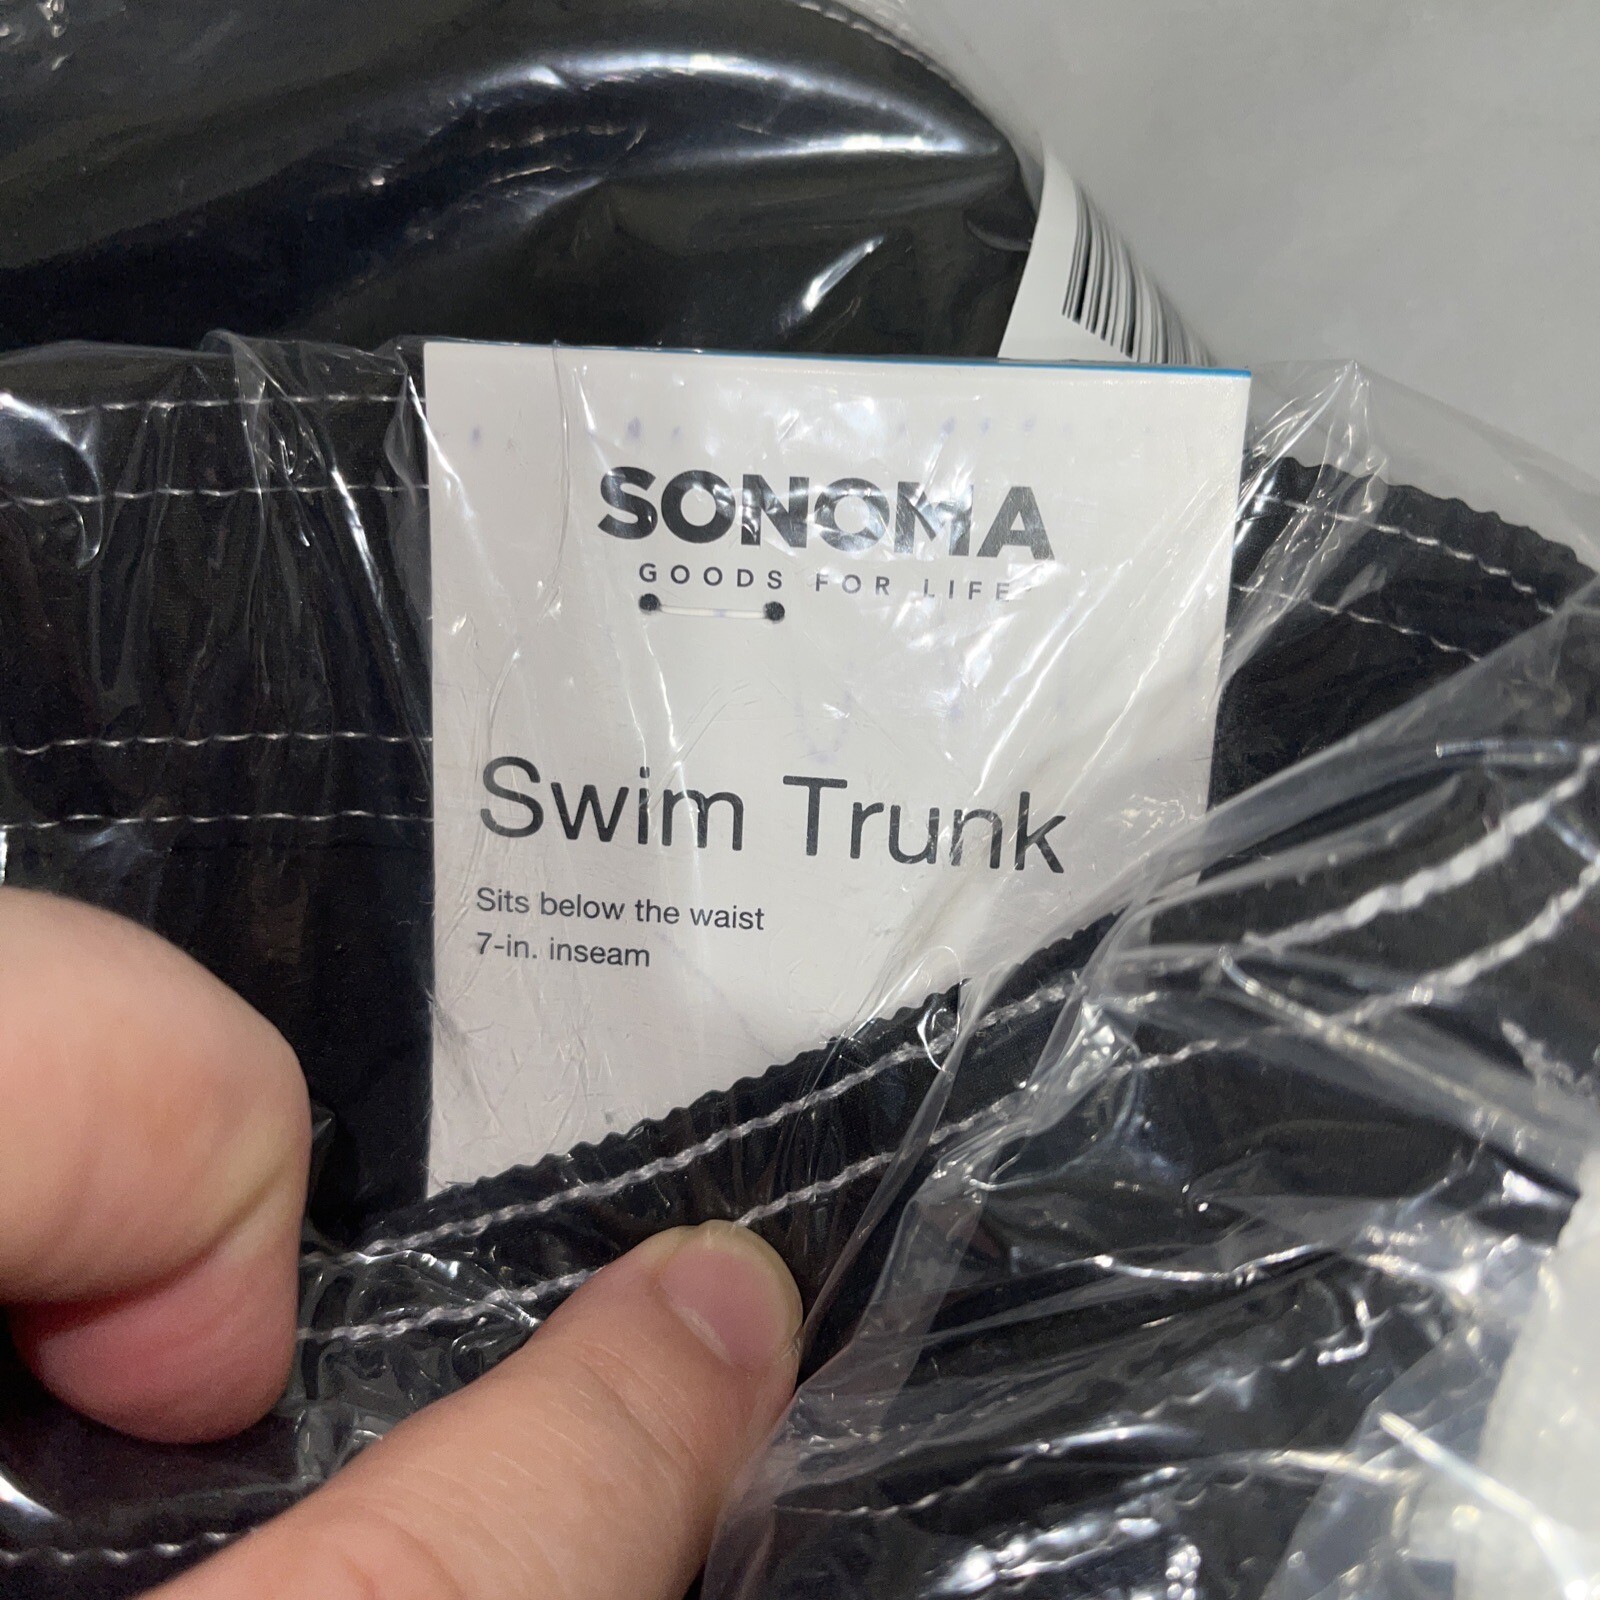 SONOMA
GOODS FOR LIFE
Swim Trunk
Sits below the waist
7-in. inseam